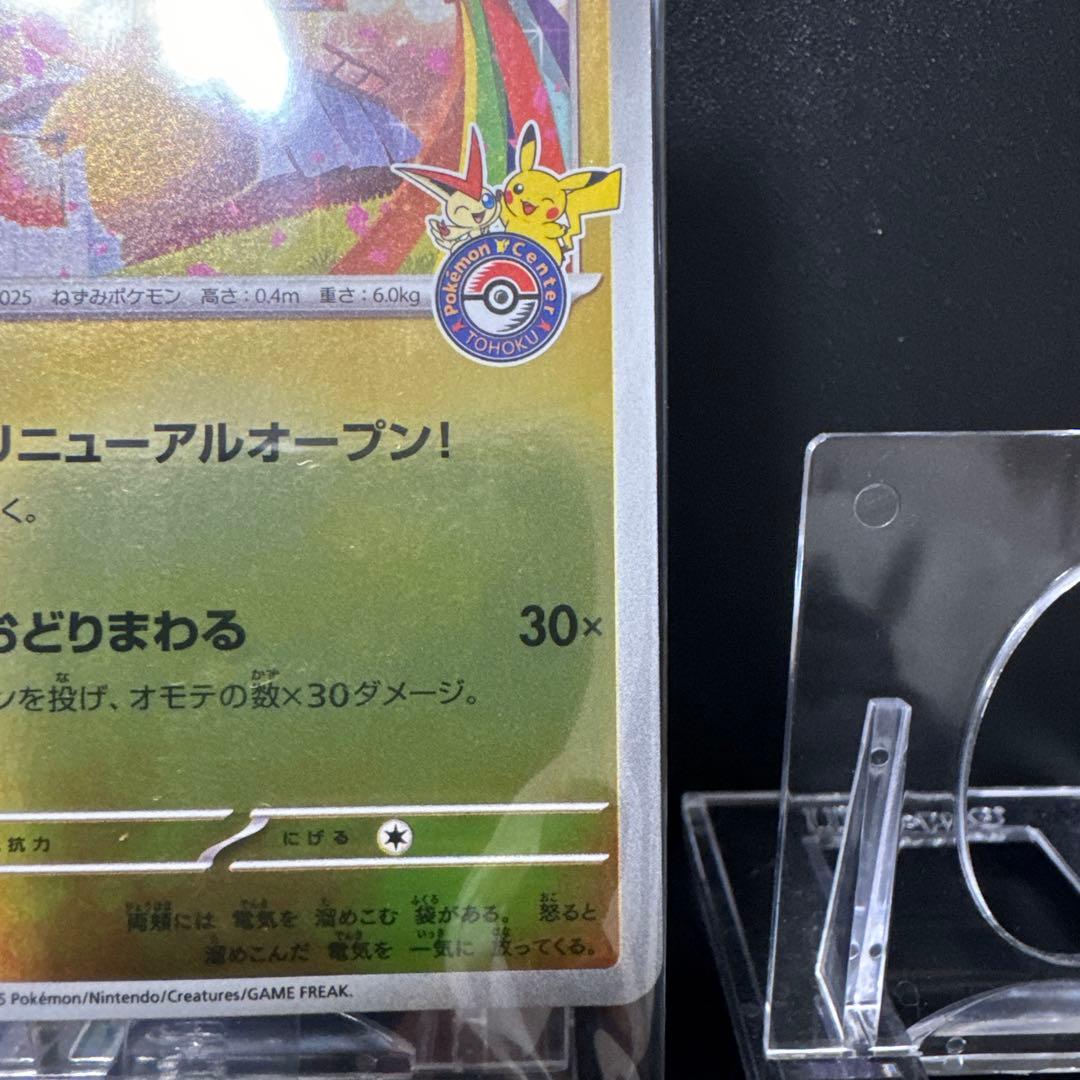 025 ねずみポケモン 高さ:0.4m 重さ:6.0kg
Pokémon Center
TOHOKU
リニューアルオープン!
く。
おどりまわる 30×
ンを投げ、オモテの数×30ダメージ。
抗力 にげる
両頬には 電気を 溜めこむ 袋がある。 怒ると
溜めこんだ 電気を 一気に 放ってくる。
5 Pokémon/Nintendo/Creatures/GAME FREAK.